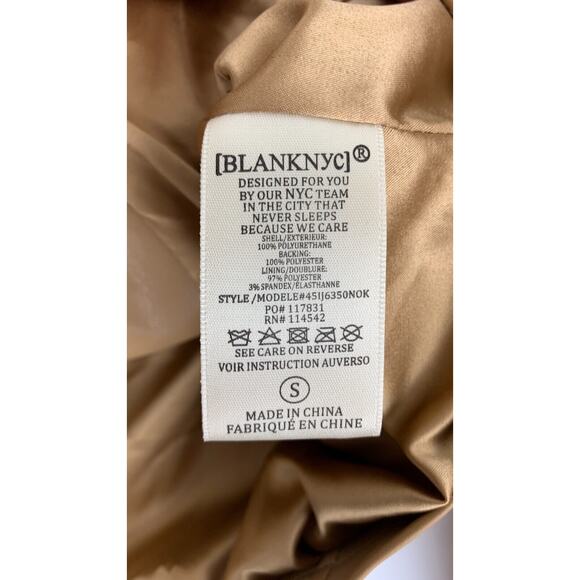 [BLANKNYC]®
DESIGNED FOR YOU
BY OUR NYC TEAM
IN THE CITY THAT
NEVER SLEEPS
BECAUSE WE CARE
SHELL/EXTERIEUR:
100% POLYURETHANE
BACKING:
100% POLYESTER
LINING/DOUBLURE:
97% POLYESTER
3% SPANDEX/ÉLASTHANNE
STYLE/MODELE#45IJ6350NOK
PO# 117831
RN# 114542
SEE CARE ON REVERSE
VOIR INSTRUCTION AUVERSO
S
MADE IN CHINA
FABRIQUÉ EN CHINE